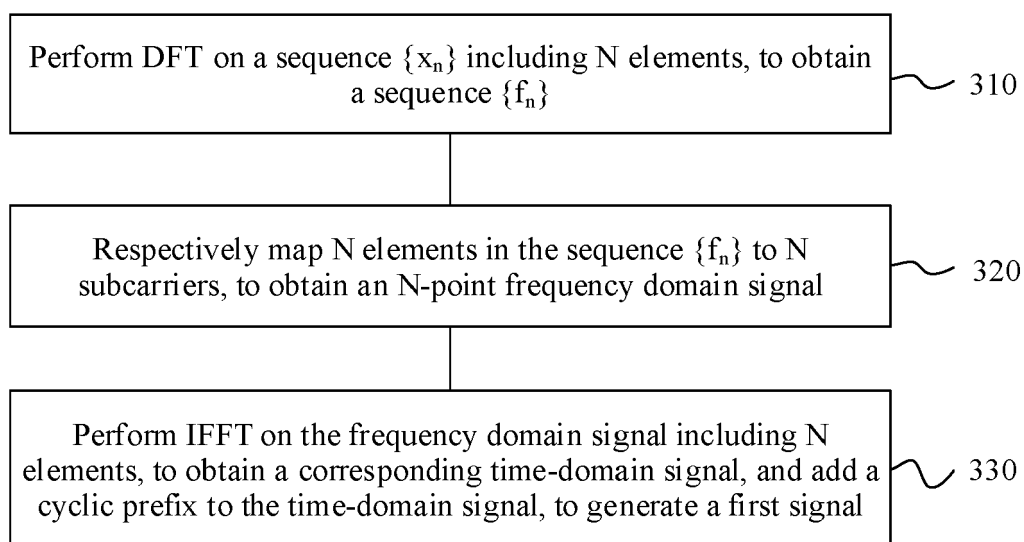 Perform DFT on a sequence {xₙ} including N elements, to obtain
a sequence {fₙ}
310
Respectively map N elements in the sequence {fₙ} to N
subcarriers, to obtain an N-point frequency domain signal
320
Perform IFFT on the frequency domain signal including N
elements, to obtain a corresponding time-domain signal, and add a
cyclic prefix to the time-domain signal, to generate a first signal
330